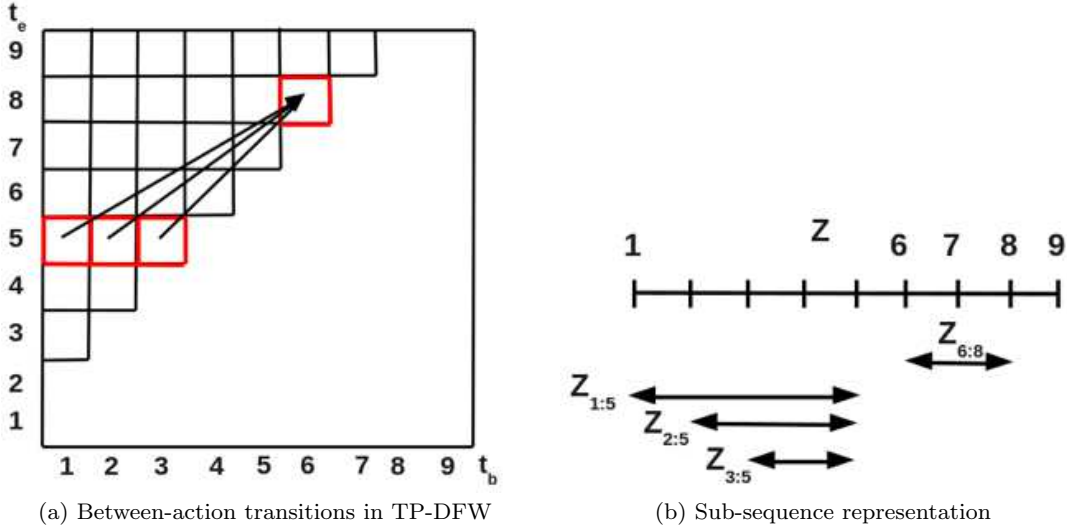 t_e
9
8
7
6
5
4
3
2
1
1 2 3 4 5 6 7 8 9 t_b
(a) Between-action transitions in TP-DFW
Z
1 6 7 8 9
Z_6:8
Z_1:5
Z_2:5
Z_3:5
(b) Sub-sequence representation